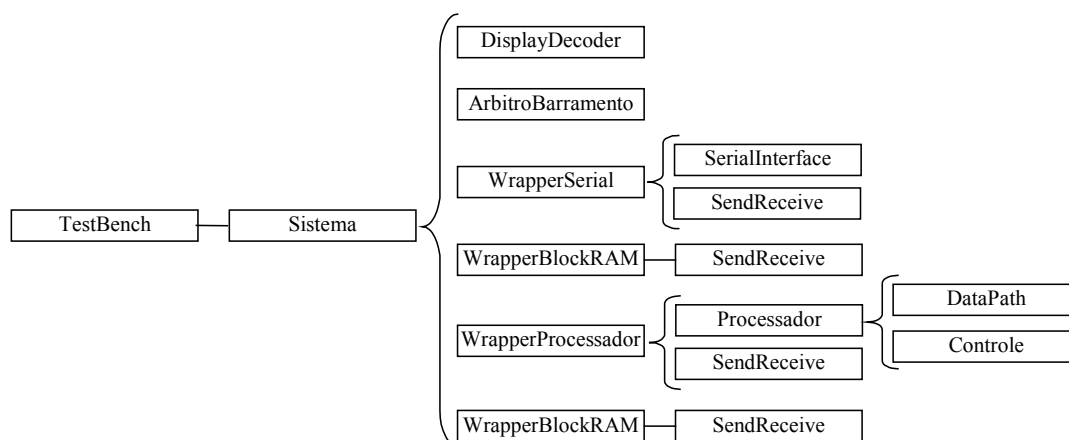 DisplayDecoder
ArbitroBarramento
SerialInterface
WrapperSerial
SendReceive
TestBench
Sistema
WrapperBlockRAM
SendReceive
DataPath
Processador
WrapperProcessador
Controle
SendReceive
WrapperBlockRAM
SendReceive